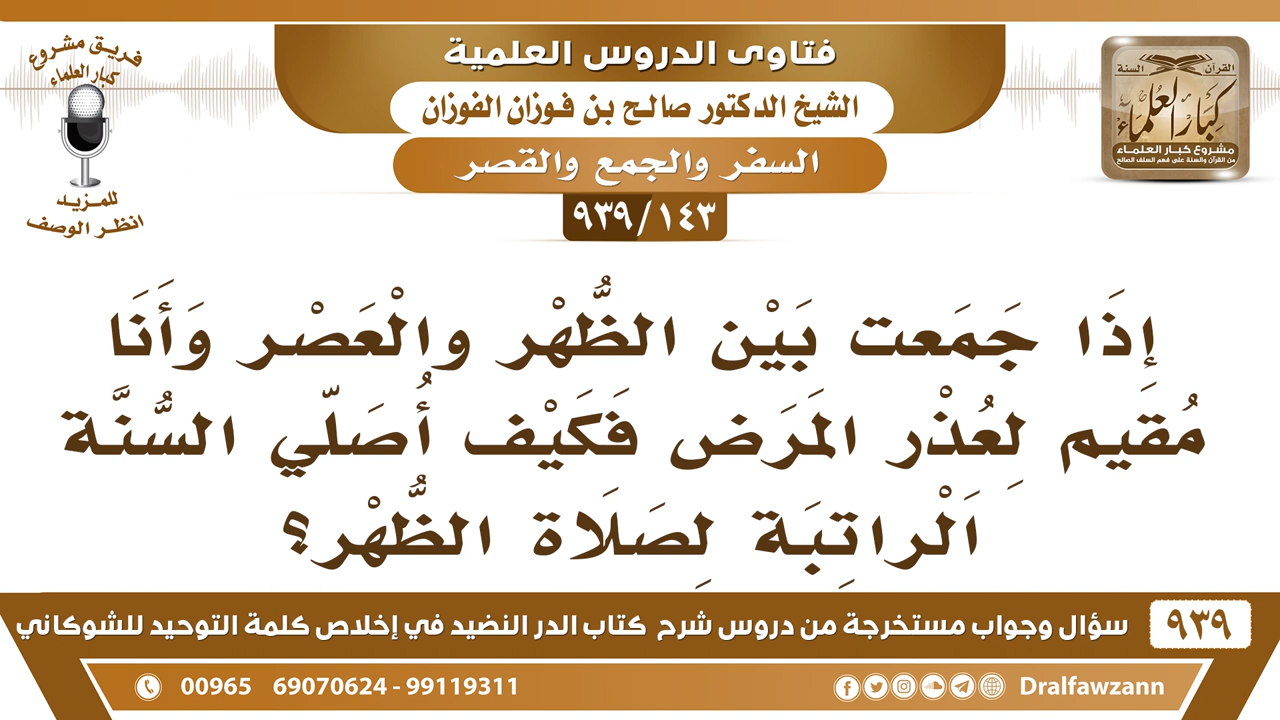 فريق مشروع
كبار العلماء
للمزيد
انظر الوصف
فتاوى الدروس العلمية
الشيخ الدكتور صالح بن فوزان الفوزان
السفر والجمع والقصر
١٤٣/٩٣٩
القرآن السنة
كبار العلماء
مشروع كبار العلماء
من القرآن والسنة على فهم السلف الصالح
إِذَا جَمَعت بَيْن الظُّهْر والْعَصْر وَأَنَا
مُقَيم لِعُذْر المَرَض فَكَيْف أُصَلّي السُّنَّة
اَلْراتِبَة لِصَلَاة الظُّهْر؟
٩٣٩ سؤال وجواب مستخرجة من دروس شرح كتاب الدر النضيد في إخلاص كلمة التوحيد للشوكاني
00965 69070624 - 99119311
Dralfawzann